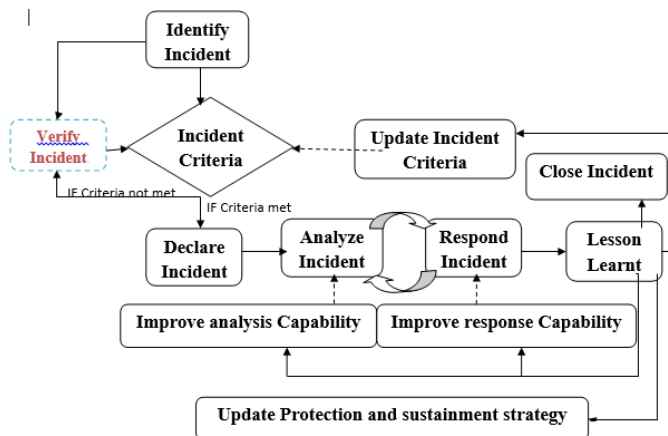 Identify
Incident
Verify
Incident
Incident
Criteria
Update Incident
Criteria
Close Incident
IF Criteria not met
IF Criteria met
Declare
Incident
Analyze
Incident
Respond
Incident
Lesson
Learnt
Improve analysis Capability
Improve response Capability
Update Protection and sustainment strategy